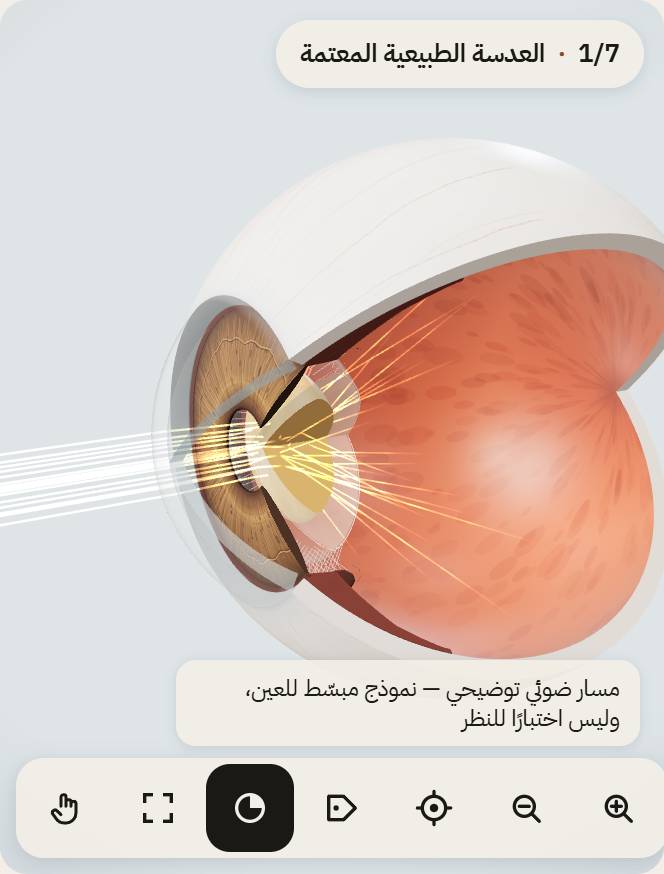 1/7 · العدسة الطبيعية المعتمة
مسار ضوئي توضيحي — نموذج مبسّط للعين،
وليس اختبارًا للنظر